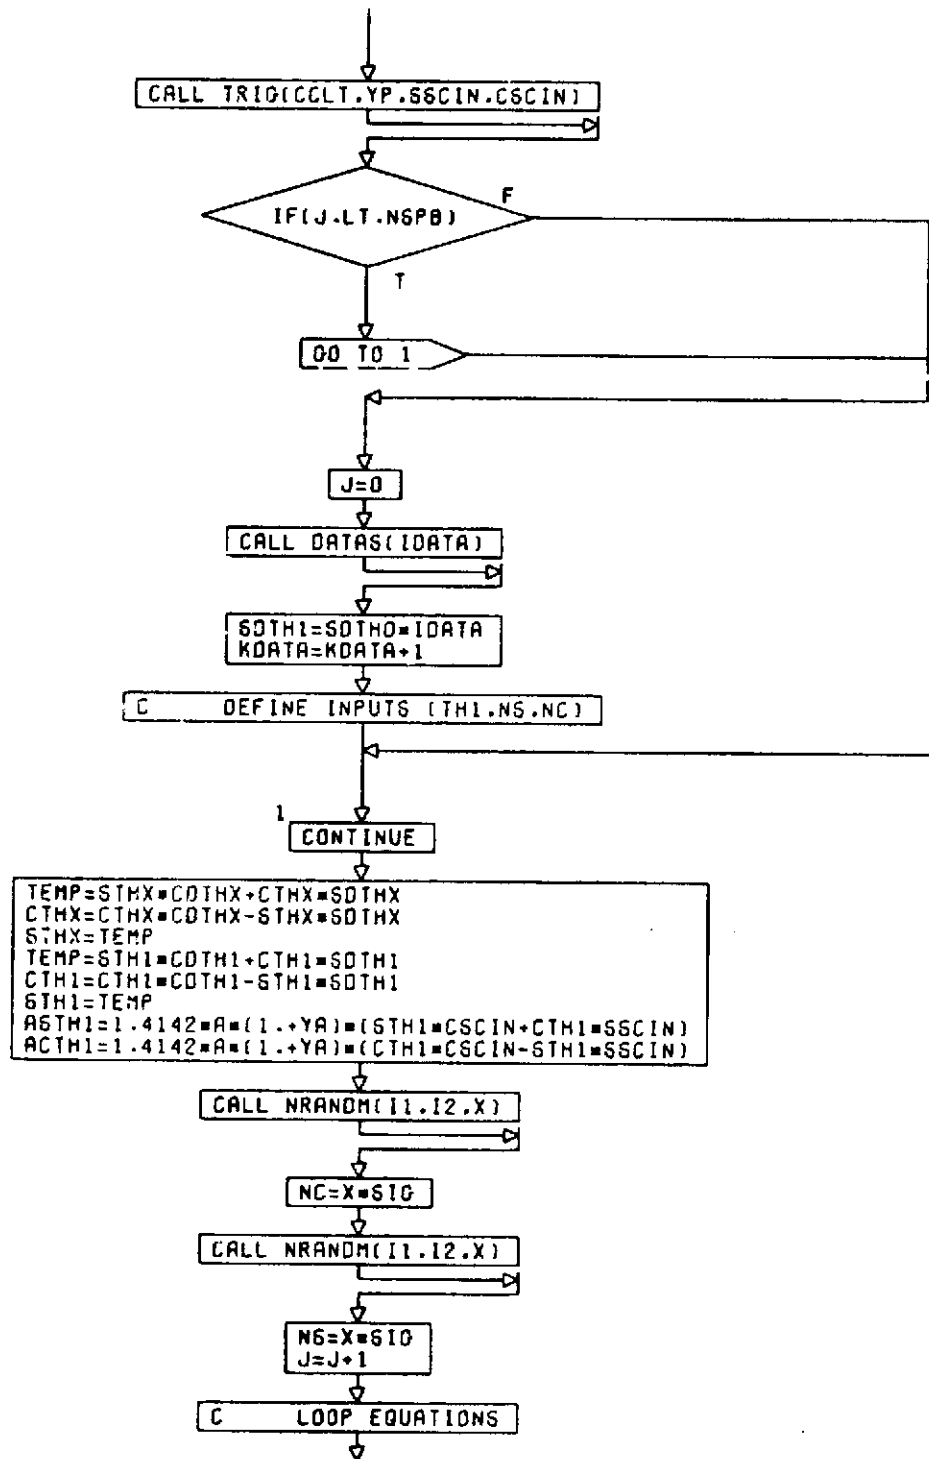 CALL TRIG(CCLT.YP.SSCIN.CSCIN)
IF(J.LT.NSPB)
F
T
GO TO 1
J=0
CALL DATAS(IDATA)
SDTH1=SDTHO*IDATA
KDATA=KDATA+1
C DEFINE INPUTS (TH1.NS.NC)
1
CONTINUE
TEMP=STHX*CDTHX+CTHX*SDTHX
CTHX=CTHX*CDTHX-STHX*SDTHX
STHX=TEMP
TEMP=STH1*CDTH1+CTH1*SDTH1
CTH1=CTH1*CDTH1-STH1*SDTH1
STH1=TEMP
ASTH1=1.4142*A*(1.+YA)*(STH1*CSCIN+CTH1*SSCIN)
ACTH1=1.4142*A*(1.+YA)*(CTH1*CSCIN-STH1*SSCIN)
CALL NRANDM(I1.I2.X)
NC=X*SIG
CALL NRANDM(I1.I2.X)
NS=X*SIG
J=J+1
C LOOP EQUATIONS